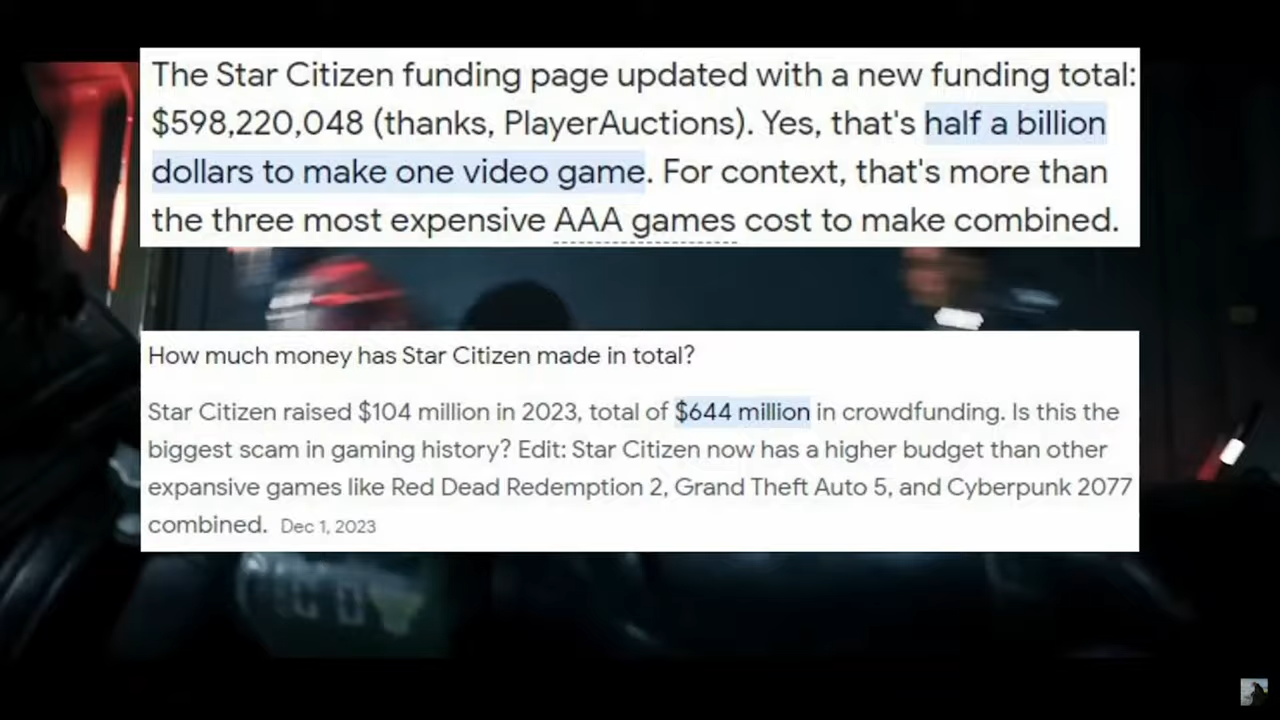 The Star Citizen funding page updated with a new funding total:
$598,220,048 (thanks, PlayerAuctions). Yes, that's half a billion
dollars to make one video game. For context, that's more than
the three most expensive AAA games cost to make combined.
How much money has Star Citizen made in total?
Star Citizen raised $104 million in 2023, total of $644 million in crowdfunding. Is this the
biggest scam in gaming history? Edit: Star Citizen now has a higher budget than other
expansive games like Red Dead Redemption 2, Grand Theft Auto 5, and Cyberpunk 2077
combined. Dec 1, 2023